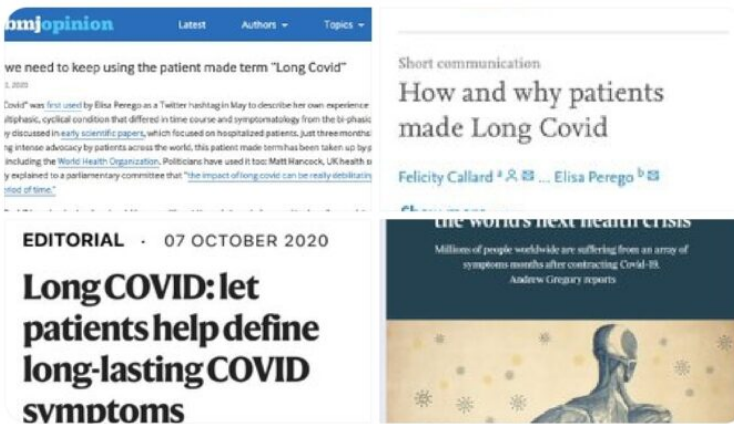 bmjopinion Latest Authors Topics
we need to keep using the patient made term "Long Covid"
, 2020
Covid" was first used by Elisa Perego as a Twitter hashtag in May to describe her own experience
ltiphasic, cyclical condition that differed in time course and symptomatology from the bi-phasic
y discussed in early scientific papers, which focused on hospitalized patients. Just three months
ng intense advocacy by patients across the world, this patient made term has been taken up by p
including the World Health Organization. Politicians have used it too: Matt Hancock, UK health s
y explained to a parliamentary committee that "the impact of long covid can be really debilitating
riod of time."
Short communication
How and why patients
made Long Covid
Felicity Callard a ... Elisa Perego b
EDITORIAL · 07 OCTOBER 2020
Long COVID: let
patients help define
long-lasting COVID
symptoms
the world's next health crisis
Millions of people worldwide are suffering from an array of
symptoms months after contracting Covid-19.
Andrew Gregory reports